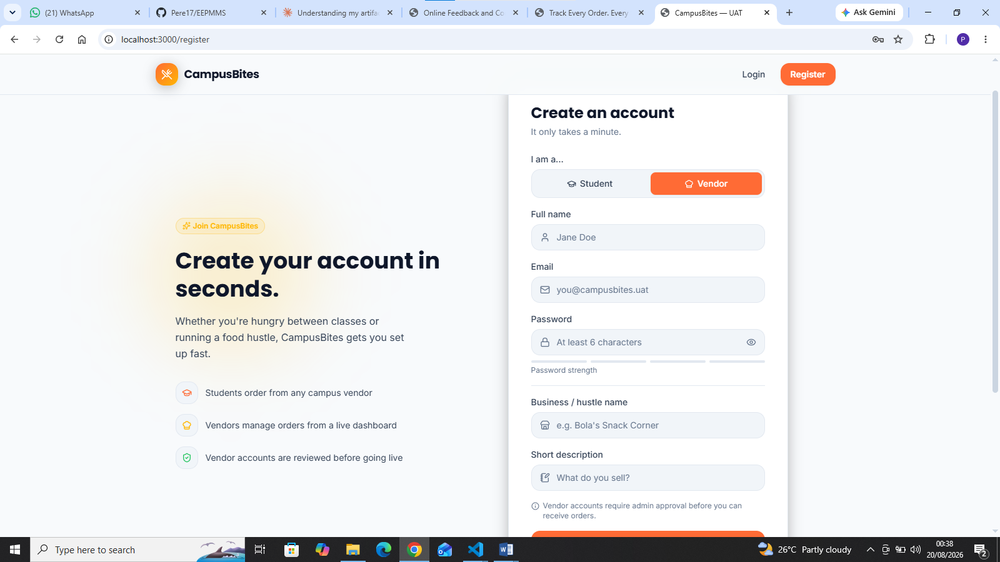 (21) WhatsApp
Pere17/EEPMMS
Understanding my artifa
Online Feedback and Co
Track Every Order. Every
CampusBites — UAT
Ask Gemini
localhost:3000/register
P
CampusBites
Login
Register
Join CampusBites
Create your account in
seconds.
Whether you're hungry between classes or
running a food hustle, CampusBites gets you set
up fast.
Students order from any campus vendor
Vendors manage orders from a live dashboard
Vendor accounts are reviewed before going live
Create an account
It only takes a minute.
I am a...
Student
Vendor
Full name
Jane Doe
Email
you@campusbites.uat
Password
At least 6 characters
Password strength
Business / hustle name
e.g. Bola's Snack Corner
Short description
What do you sell?
Vendor accounts require admin approval before you can
receive orders.
Type here to search
26°C Partly cloudy
00:38
20/08/2026
2